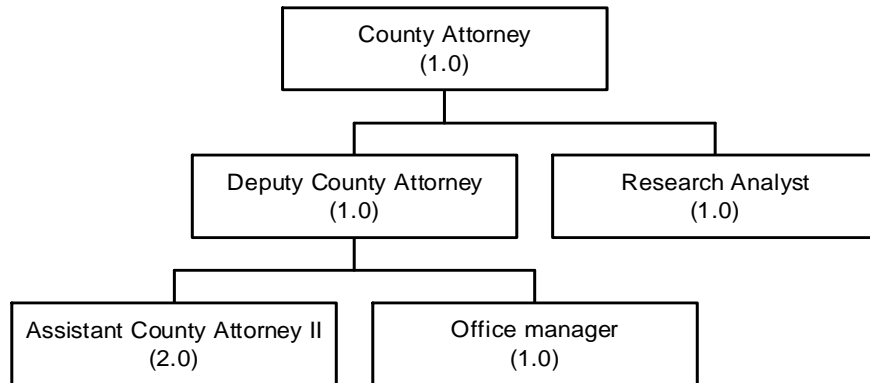 County Attorney
(1.0)
Deputy County Attorney
(1.0)
Research Analyst
(1.0)
Assistant County Attorney II
(2.0)
Office manager
(1.0)